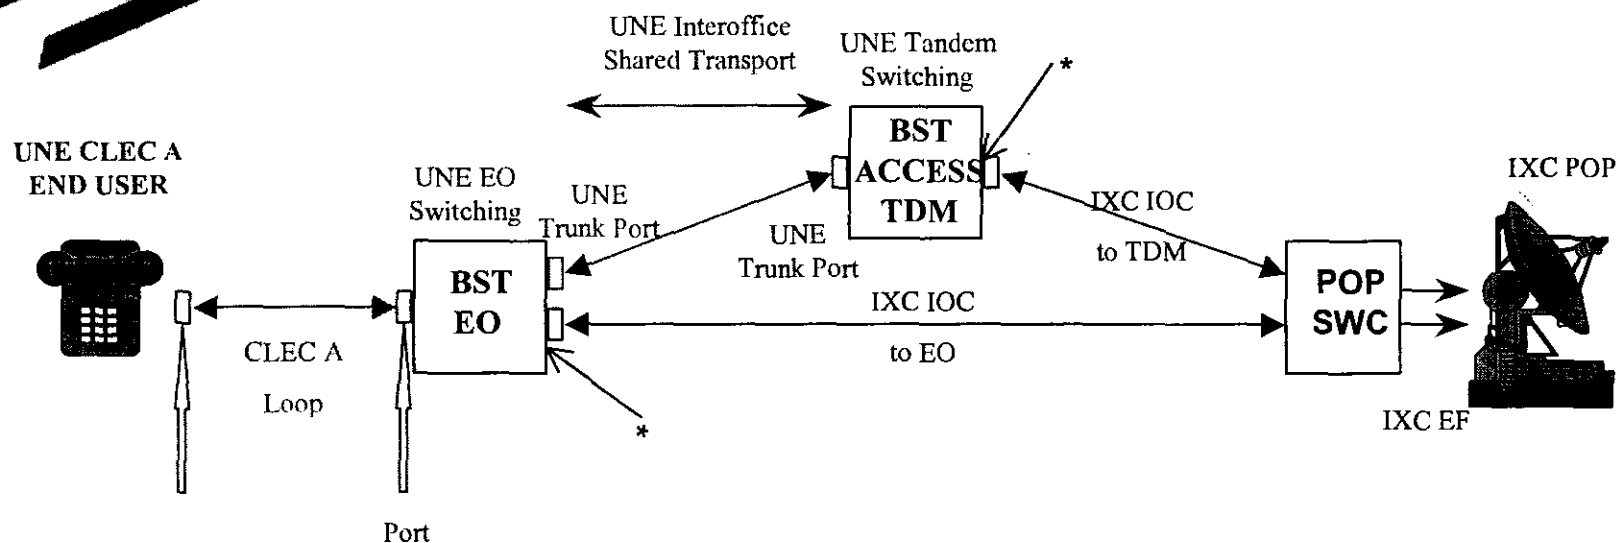 UNE Interoffice
Shared Transport
UNE Tandem
Switching
*
BST
ACCESS
TDM
UNE CLEC A
END USER
UNE EO
Switching
UNE
Trunk Port
UNE
Trunk Port
IXC IOC
to TDM
IXC POP
BST
EO
IXC IOC
to EO
POP
SWC
CLEC A
Loop
*
IXC EF
Port